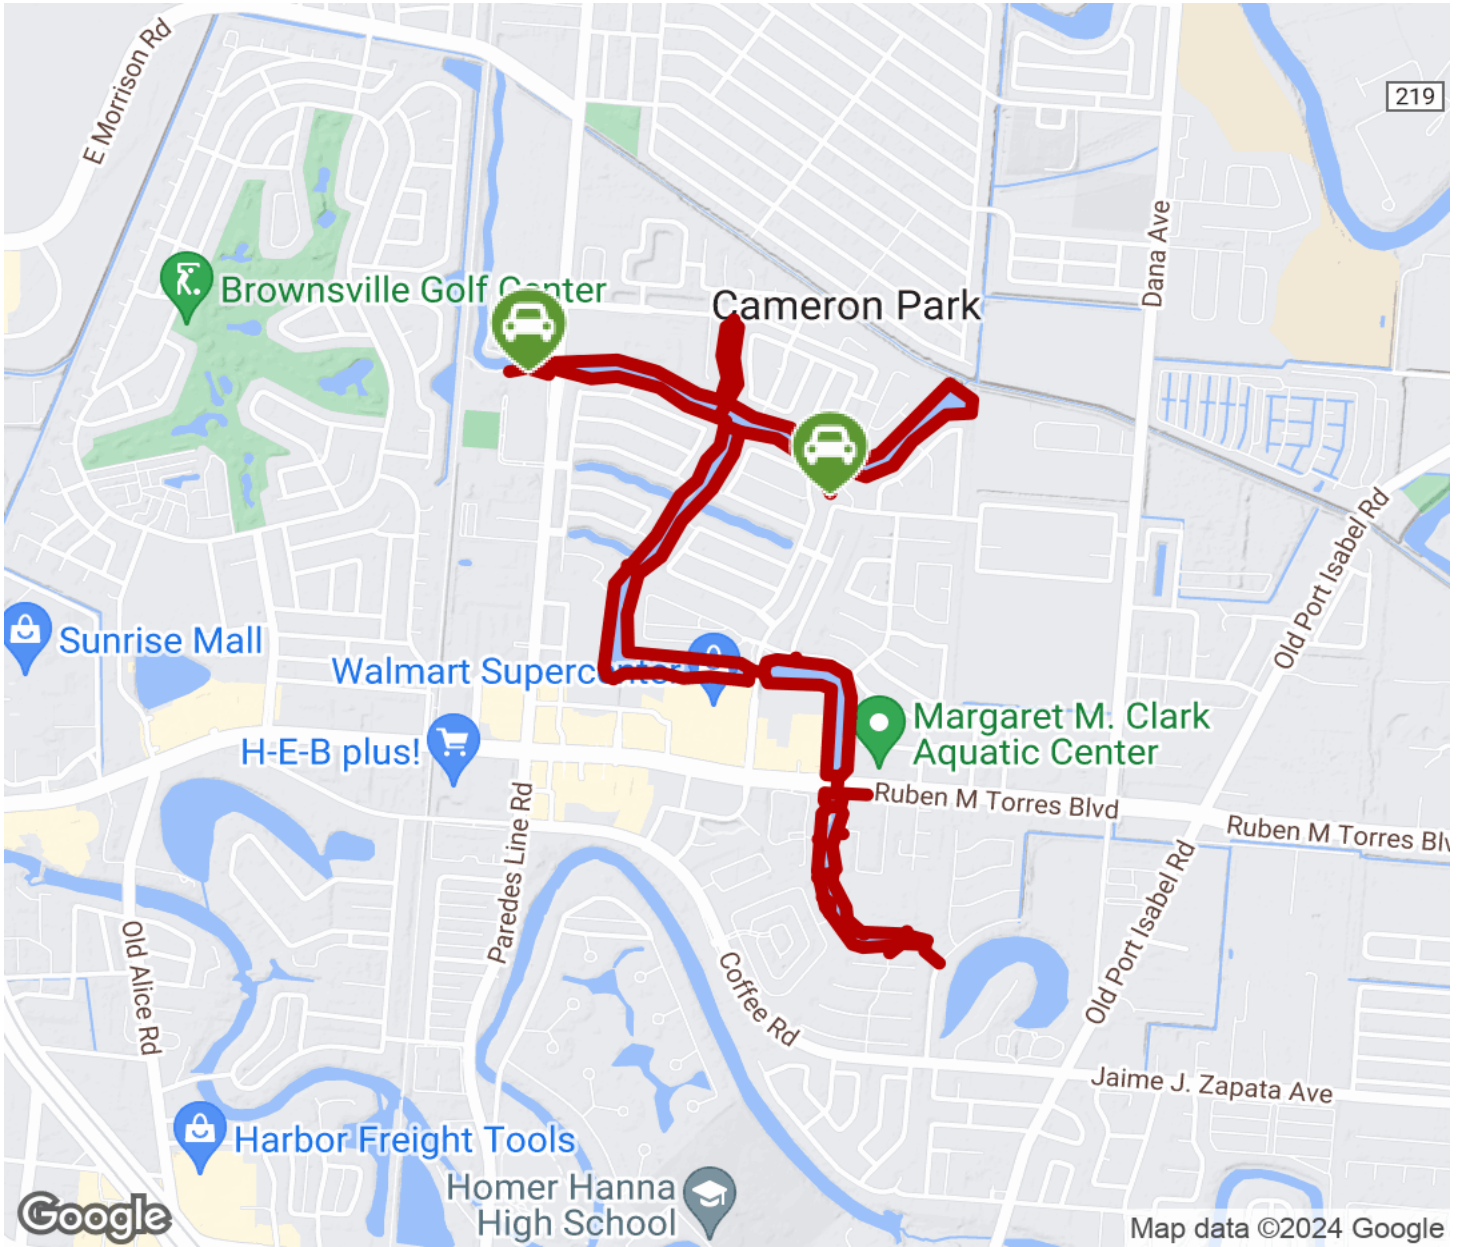 E Morrison Rd
219
Dana Ave
Brownsville Golf Center
Cameron Park
Old Port Isabel Rd
Sunrise Mall
Walmart Supercenter
Margaret M. Clark
Aquatic Center
H-E-B plus!
Ruben M Torres Blvd
Ruben M Torres Blv
Paredes Line Rd
Old Alice Rd
Coffee Rd
Old Port Isabel Rd
Jaime J. Zapata Ave
Harbor Freight Tools
Homer Hanna
High School
Google
Map data ©2024 Google